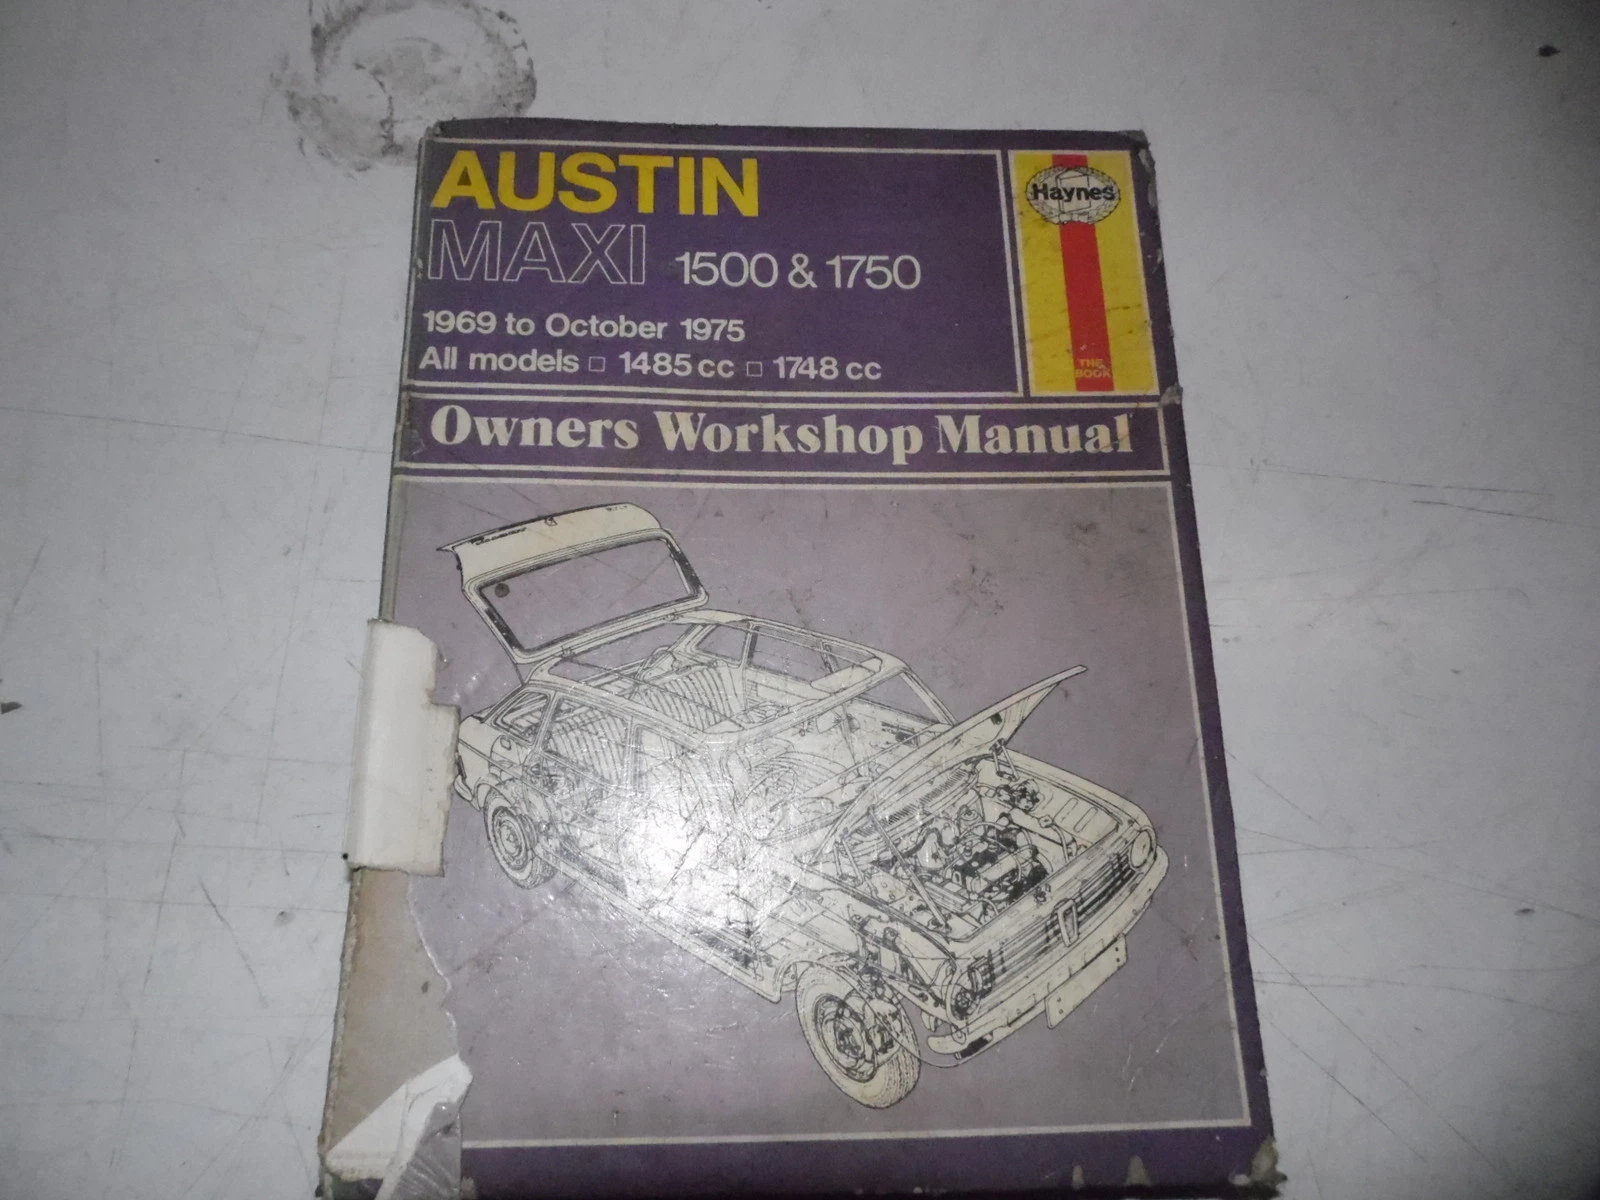 AUSTIN
MAXI 1500 & 1750
1969 to October 1975
All models □ 1485 cc □ 1748 cc
Haynes
THE
BOOK
Owners Workshop Manual